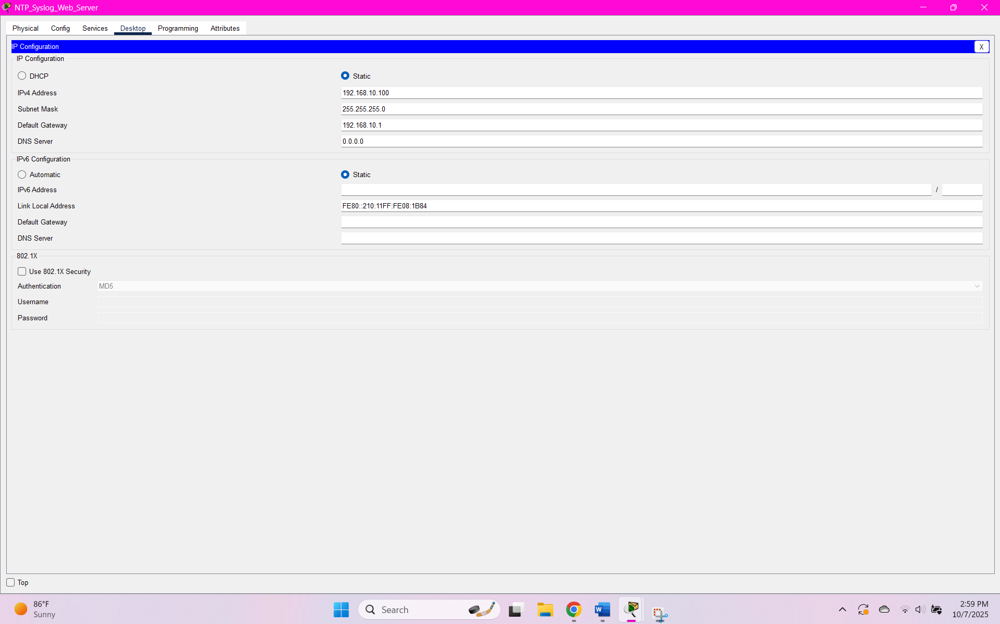 NTP_Syslog_Web_Server
Physical Config Services Desktop Programming Attributes
IP Configuration X
IP Configuration
DHCP Static
IPv4 Address 192.168.10.100
Subnet Mask 255.255.255.0
Default Gateway 192.168.10.1
DNS Server 0.0.0.0
IPv6 Configuration
Automatic Static
IPv6 Address /
Link Local Address FE80::210:11FF:FE08:1B84
Default Gateway
DNS Server
802.1X
Use 802.1X Security
Authentication MD5
Username
Password
Top
86°F
Sunny
Search
W
2:59 PM
10/7/2025